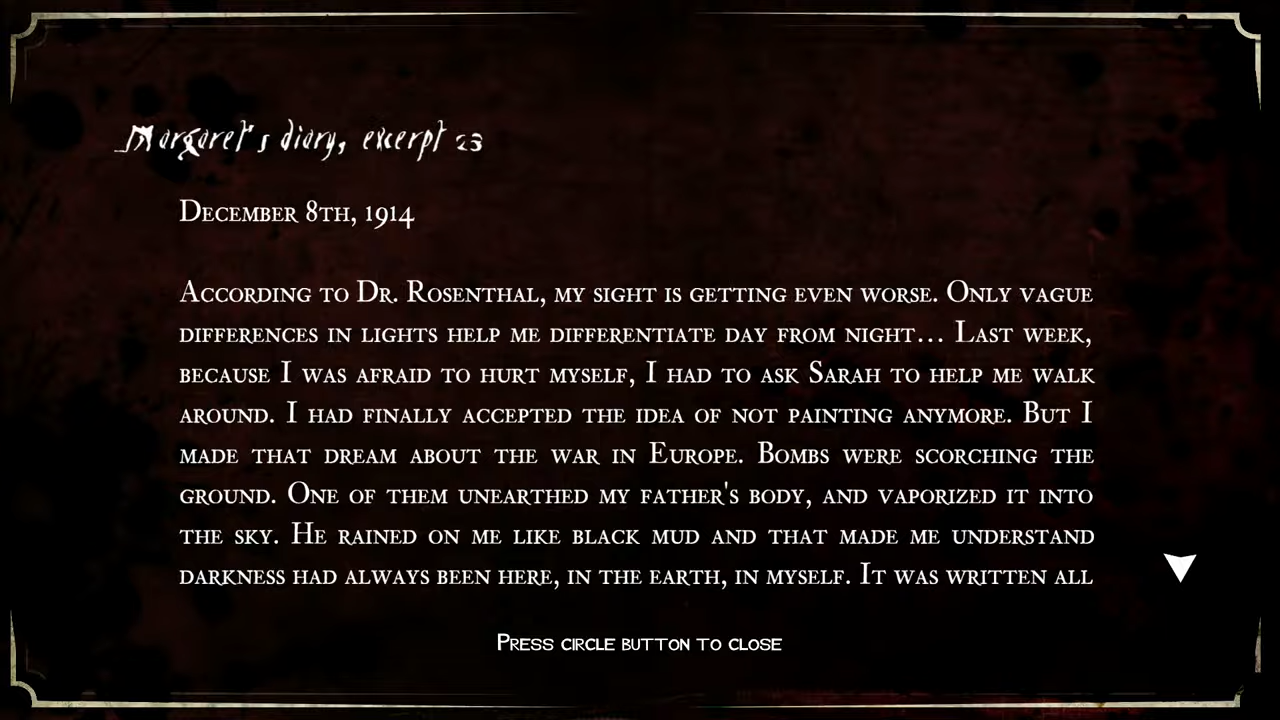 Margaret's diary, excerpt 23
December 8th, 1914
According to Dr. Rosenthal, my sight is getting even worse. Only vague
differences in lights help me differentiate day from night... Last week,
because I was afraid to hurt myself, I had to ask Sarah to help me walk
around. I had finally accepted the idea of not painting anymore. But I
made that dream about the war in Europe. Bombs were scorching the
ground. One of them unearthed my father's body, and vaporized it into
the sky. He rained on me like black mud and that made me understand
darkness had always been here, in the earth, in myself. It was written all
Press circle button to close